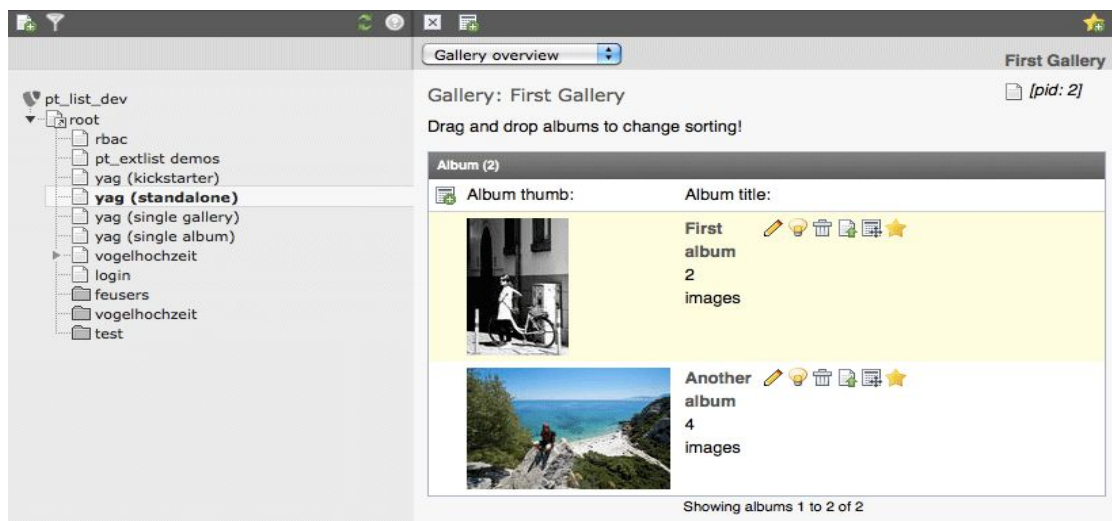 Gallery overview
First Gallery
[pid: 2]
pt_list_dev
root
rbac
pt_extlist demos
yag (kickstarter)
yag (standalone)
yag (single gallery)
yag (single album)
vogelhochzeit
login
feusers
vogelhochzeit
test
Gallery: First Gallery
Drag and drop albums to change sorting!
Album (2)
Album thumb: Album title:
First
album
2
images
Another
album
4
images
Showing albums 1 to 2 of 2